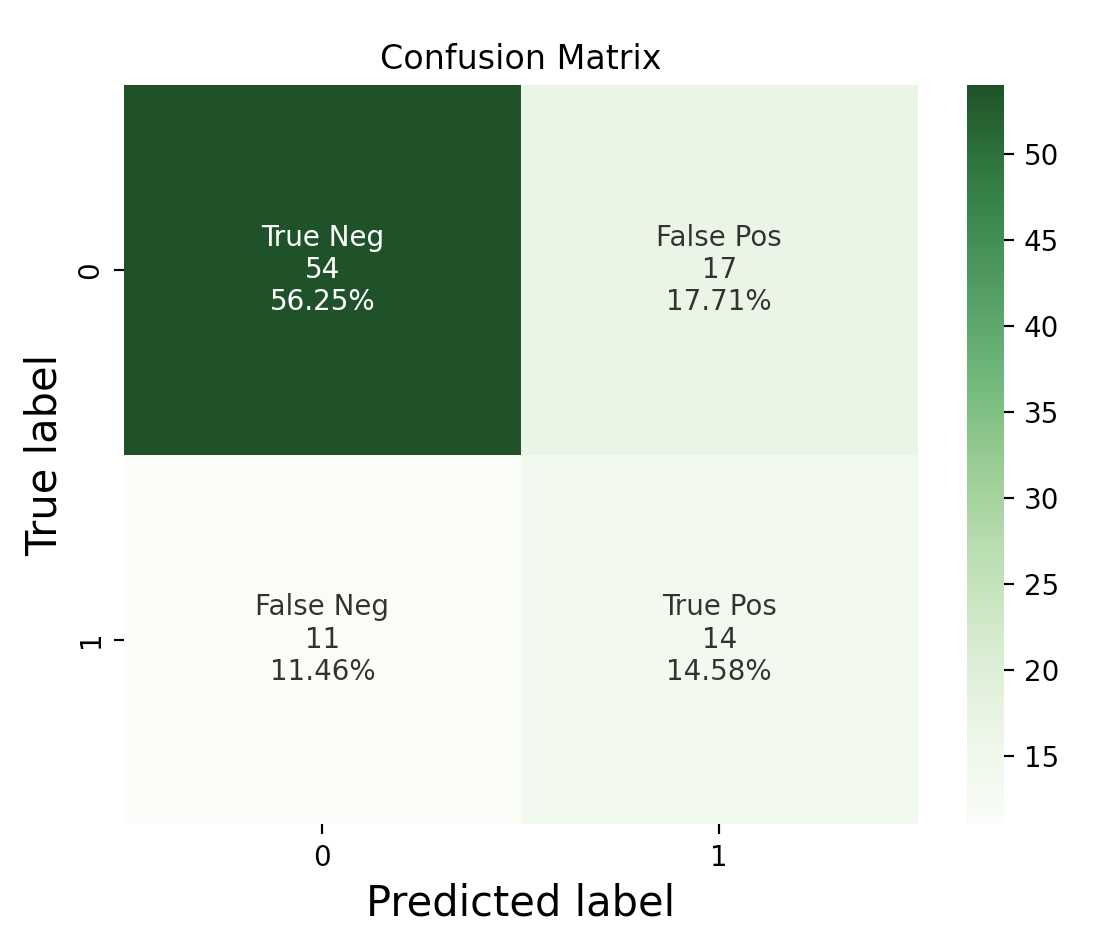 Confusion Matrix
True Neg
54
56.25%
False Pos
17
17.71%
False Neg
11
11.46%
True Pos
14
14.58%
0
1
True label
0
1
Predicted label
50
45
40
35
30
25
20
15